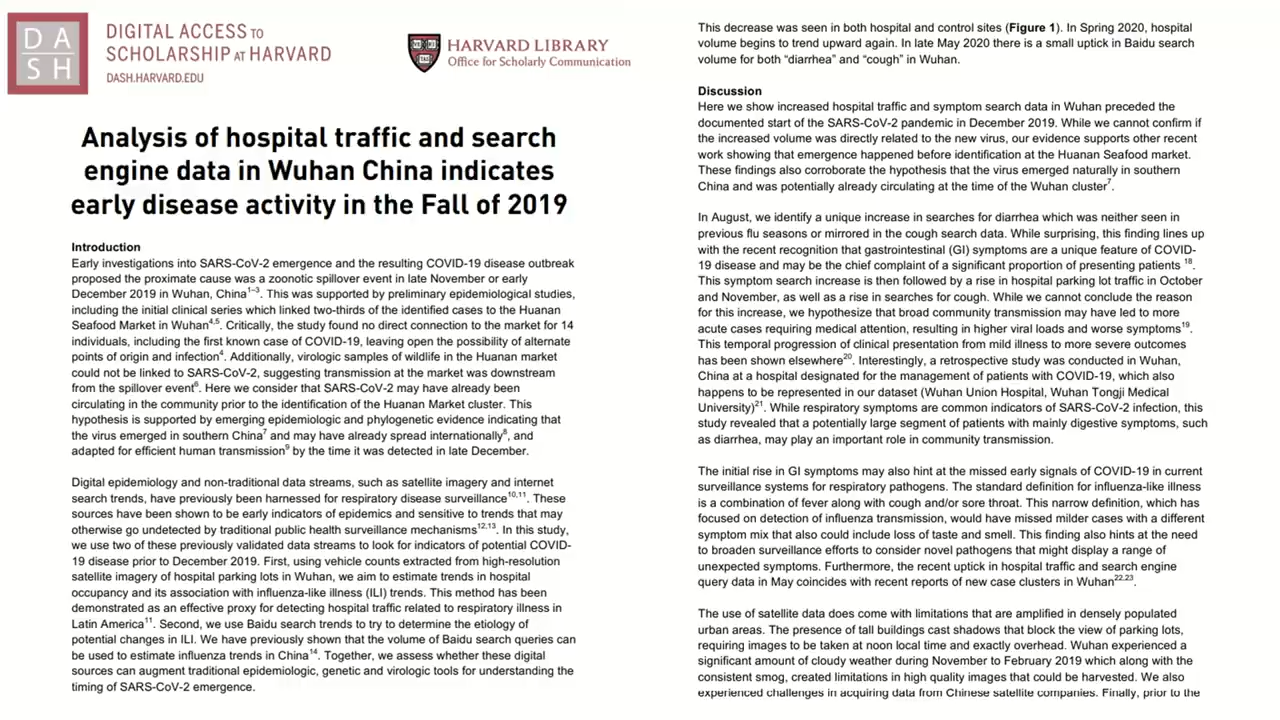 DA
SH
DIGITAL ACCESS TO
SCHOLARSHIP AT HARVARD
DASH.HARVARD.EDU
HARVARD LIBRARY
Office for Scholarly Communication
Analysis of hospital traffic and search
engine data in Wuhan China indicates
early disease activity in the Fall of 2019
Introduction
Early investigations into SARS-CoV-2 emergence and the resulting COVID-19 disease outbreak
proposed the proximate cause was a zoonotic spillover event in late November or early
December 2019 in Wuhan, China1–3. This was supported by preliminary epidemiological studies,
including the initial clinical series which linked two-thirds of the identified cases to the Huanan
Seafood Market in Wuhan4,5. Critically, the study found no direct connection to the market for 14
individuals, including the first known case of COVID-19, leaving open the possibility of alternate
points of origin and infection4. Additionally, virologic samples of wildlife in the Huanan market
could not be linked to SARS-CoV-2, suggesting transmission at the market was downstream
from the spillover event6. Here we consider that SARS-CoV-2 may have already been
circulating in the community prior to the identification of the Huanan Market cluster. This
hypothesis is supported by emerging epidemiologic and phylogenetic evidence indicating that
the virus emerged in southern China7 and may have already spread internationally8, and
adapted for efficient human transmission9 by the time it was detected in late December.
Digital epidemiology and non-traditional data streams, such as satellite imagery and internet
search trends, have previously been harnessed for respiratory disease surveillance10,11. These
sources have been shown to be early indicators of epidemics and sensitive to trends that may
otherwise go undetected by traditional public health surveillance mechanisms12,13. In this study,
we use two of these previously validated data streams to look for indicators of potential COVID-
19 disease prior to December 2019. First, using vehicle counts extracted from high-resolution
satellite imagery of hospital parking lots in Wuhan, we aim to estimate trends in hospital
occupancy and its association with influenza-like illness (ILI) trends. This method has been
demonstrated as an effective proxy for detecting hospital traffic related to respiratory illness in
Latin America11. Second, we use Baidu search trends to try to determine the etiology of
potential changes in ILI. We have previously shown that the volume of Baidu search queries can
be used to estimate influenza trends in China14. Together, we assess whether these digital
sources can augment traditional epidemiologic, genetic and virologic tools for understanding the
timing of SARS-CoV-2 emergence.
This decrease was seen in both hospital and control sites (Figure 1). In Spring 2020, hospital
volume begins to trend upward again. In late May 2020 there is a small uptick in Baidu search
volume for both “diarrhea” and “cough” in Wuhan.
Discussion
Here we show increased hospital traffic and symptom search data in Wuhan preceded the
documented start of the SARS-CoV-2 pandemic in December 2019. While we cannot confirm if
the increased volume was directly related to the new virus, our evidence supports other recent
work showing that emergence happened before identification at the Huanan Seafood market.
These findings also corroborate the hypothesis that the virus emerged naturally in southern
China and was potentially already circulating at the time of the Wuhan cluster7.
In August, we identify a unique increase in searches for diarrhea which was neither seen in
previous flu seasons or mirrored in the cough search data. While surprising, this finding lines up
with the recent recognition that gastrointestinal (GI) symptoms are a unique feature of COVID-
19 disease and may be the chief complaint of a significant proportion of presenting patients 18.
This symptom search increase is then followed by a rise in hospital parking lot traffic in October
and November, as well as a rise in searches for cough. While we cannot conclude the reason
for this increase, we hypothesize that broad community transmission may have led to more
acute cases requiring medical attention, resulting in higher viral loads and worse symptoms19.
This temporal progression of clinical presentation from mild illness to more severe outcomes
has been shown elsewhere20. Interestingly, a retrospective study was conducted in Wuhan,
China at a hospital designated for the management of patients with COVID-19, which also
happens to be represented in our dataset (Wuhan Union Hospital, Wuhan Tongji Medical
University)21. While respiratory symptoms are common indicators of SARS-CoV-2 infection, this
study revealed that a potentially large segment of patients with mainly digestive symptoms, such
as diarrhea, may play an important role in community transmission.
The initial rise in GI symptoms may also hint at the missed early signals of COVID-19 in current
surveillance systems for respiratory pathogens. The standard definition for influenza-like illness
is a combination of fever along with cough and/or sore throat. This narrow definition, which has
focused on detection of influenza transmission, would have missed milder cases with a different
symptom mix that also could include loss of taste and smell. This finding also hints at the need
to broaden surveillance efforts to consider novel pathogens that might display a range of
unexpected symptoms. Furthermore, the recent uptick in hospital traffic and search engine
query data in May coincides with recent reports of new case clusters in Wuhan22,23.
The use of satellite data does come with limitations that are amplified in densely populated
urban areas. The presence of tall buildings cast shadows that block the view of parking lots,
requiring images to be taken at noon local time and exactly overhead. Wuhan experienced a
significant amount of cloudy weather during November to February 2019 which along with the
consistent smog, created limitations in high quality images that could be harvested. We also
experienced challenges in acquiring data from Chinese satellite companies. Finally, prior to the